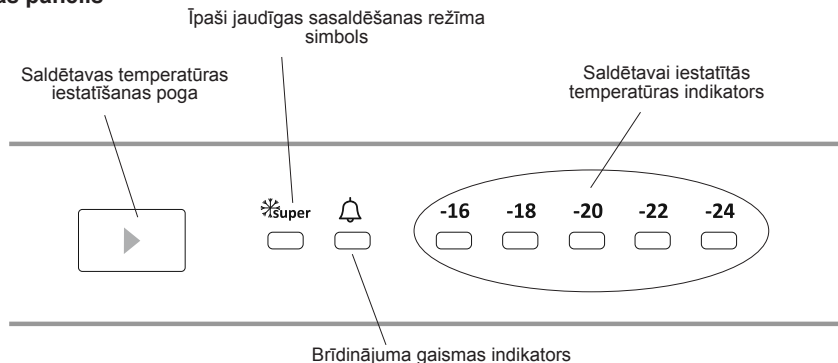 panelis
Īpaši jaudīgas sasaldēšanas režīma
simbols
Saldētavas temperatūras
iestatīšanas poga
Saldētavai iestatītās
temperatūras indikators
super
-16 -18 -20 -22 -24
Brīdinājuma gaismas indikators